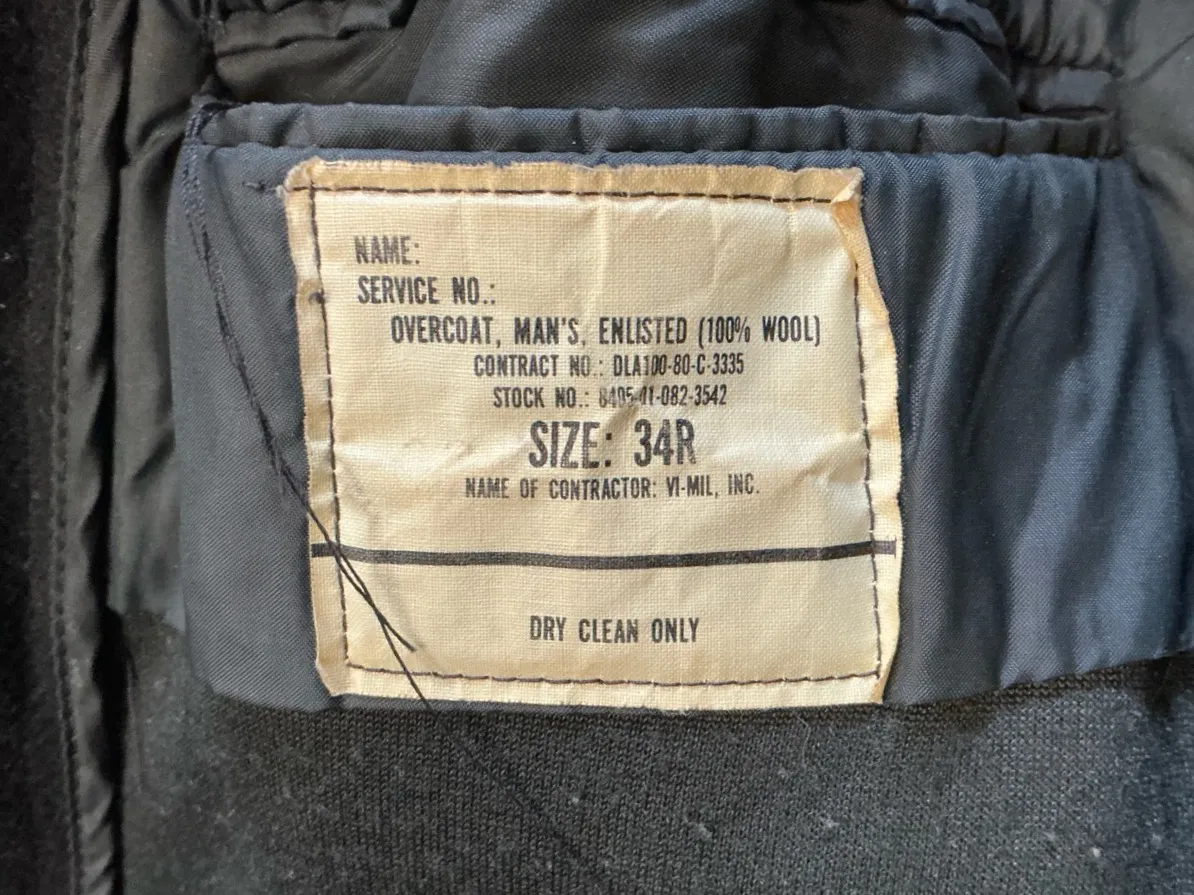 NAME:
SERVICE NO.:
OVERCOAT, MAN'S, ENLISTED (100% WOOL)
CONTRACT NO.: DLA100-80-C-3335
STOCK NO.: 8405-01-082-3542
SIZE: 34R
NAME OF CONTRACTOR: VI-MIL, INC.
DRY CLEAN ONLY